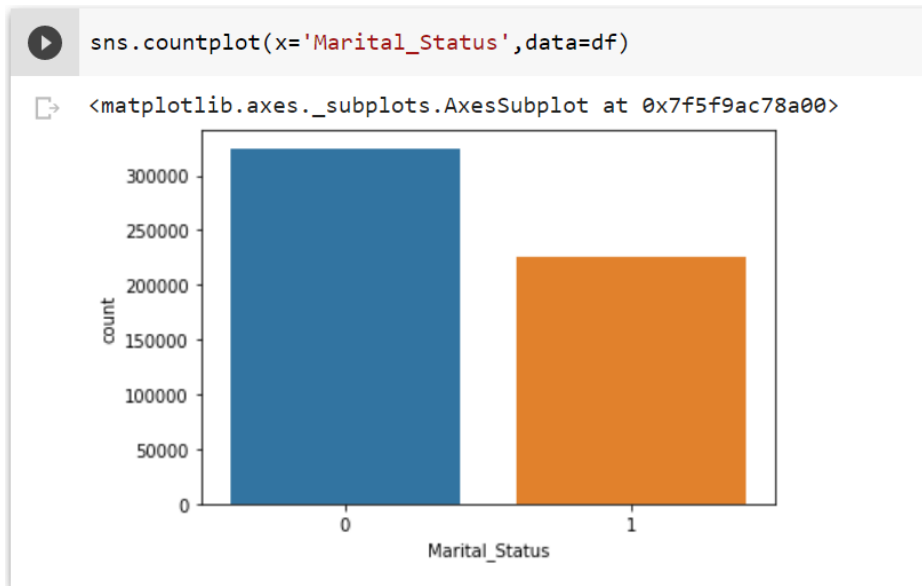 sns.countplot(x='Marital_Status',data=df)
<matplotlib.axes._subplots.AxesSubplot at 0x7f5f9ac78a00>
300000
250000
200000
150000
100000
50000
0
count
0 1
Marital_Status